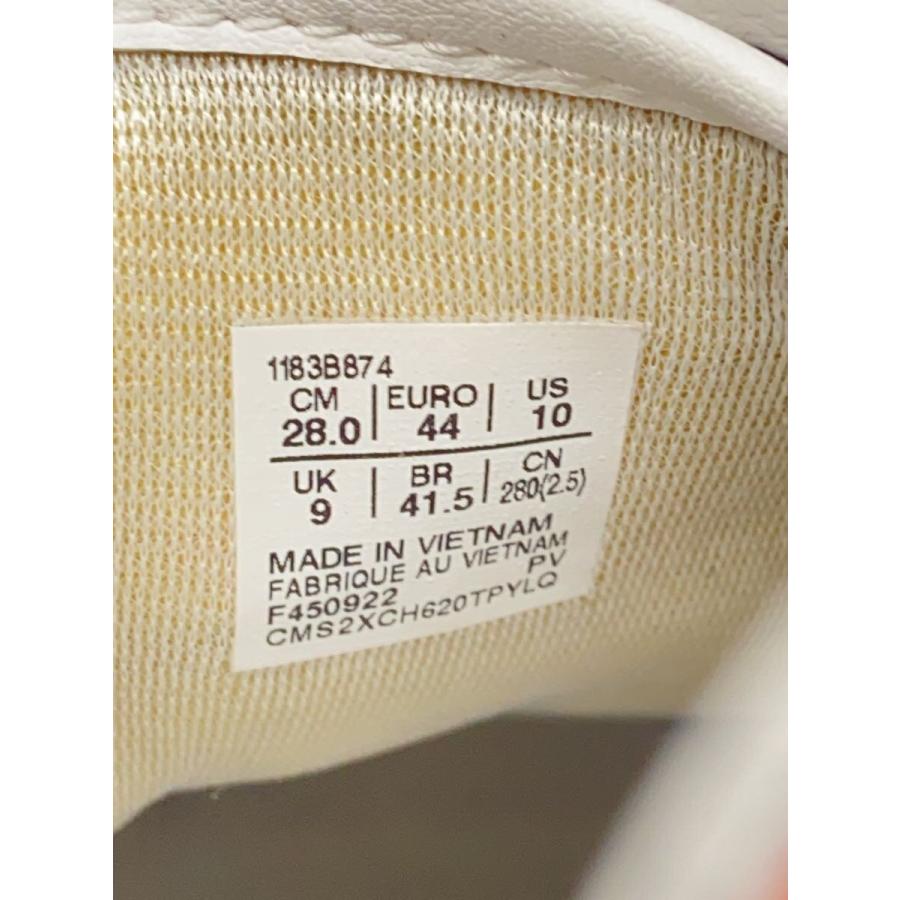 1183B874
CM | EURO | US
28.0 | 44 | 10
UK | BR | CN
9 | 41.5 | 280(2.5)
MADE IN VIETNAM
FABRIQUE AU VIETNAM
F450922 PV
CMS2XCH620TPYLQ